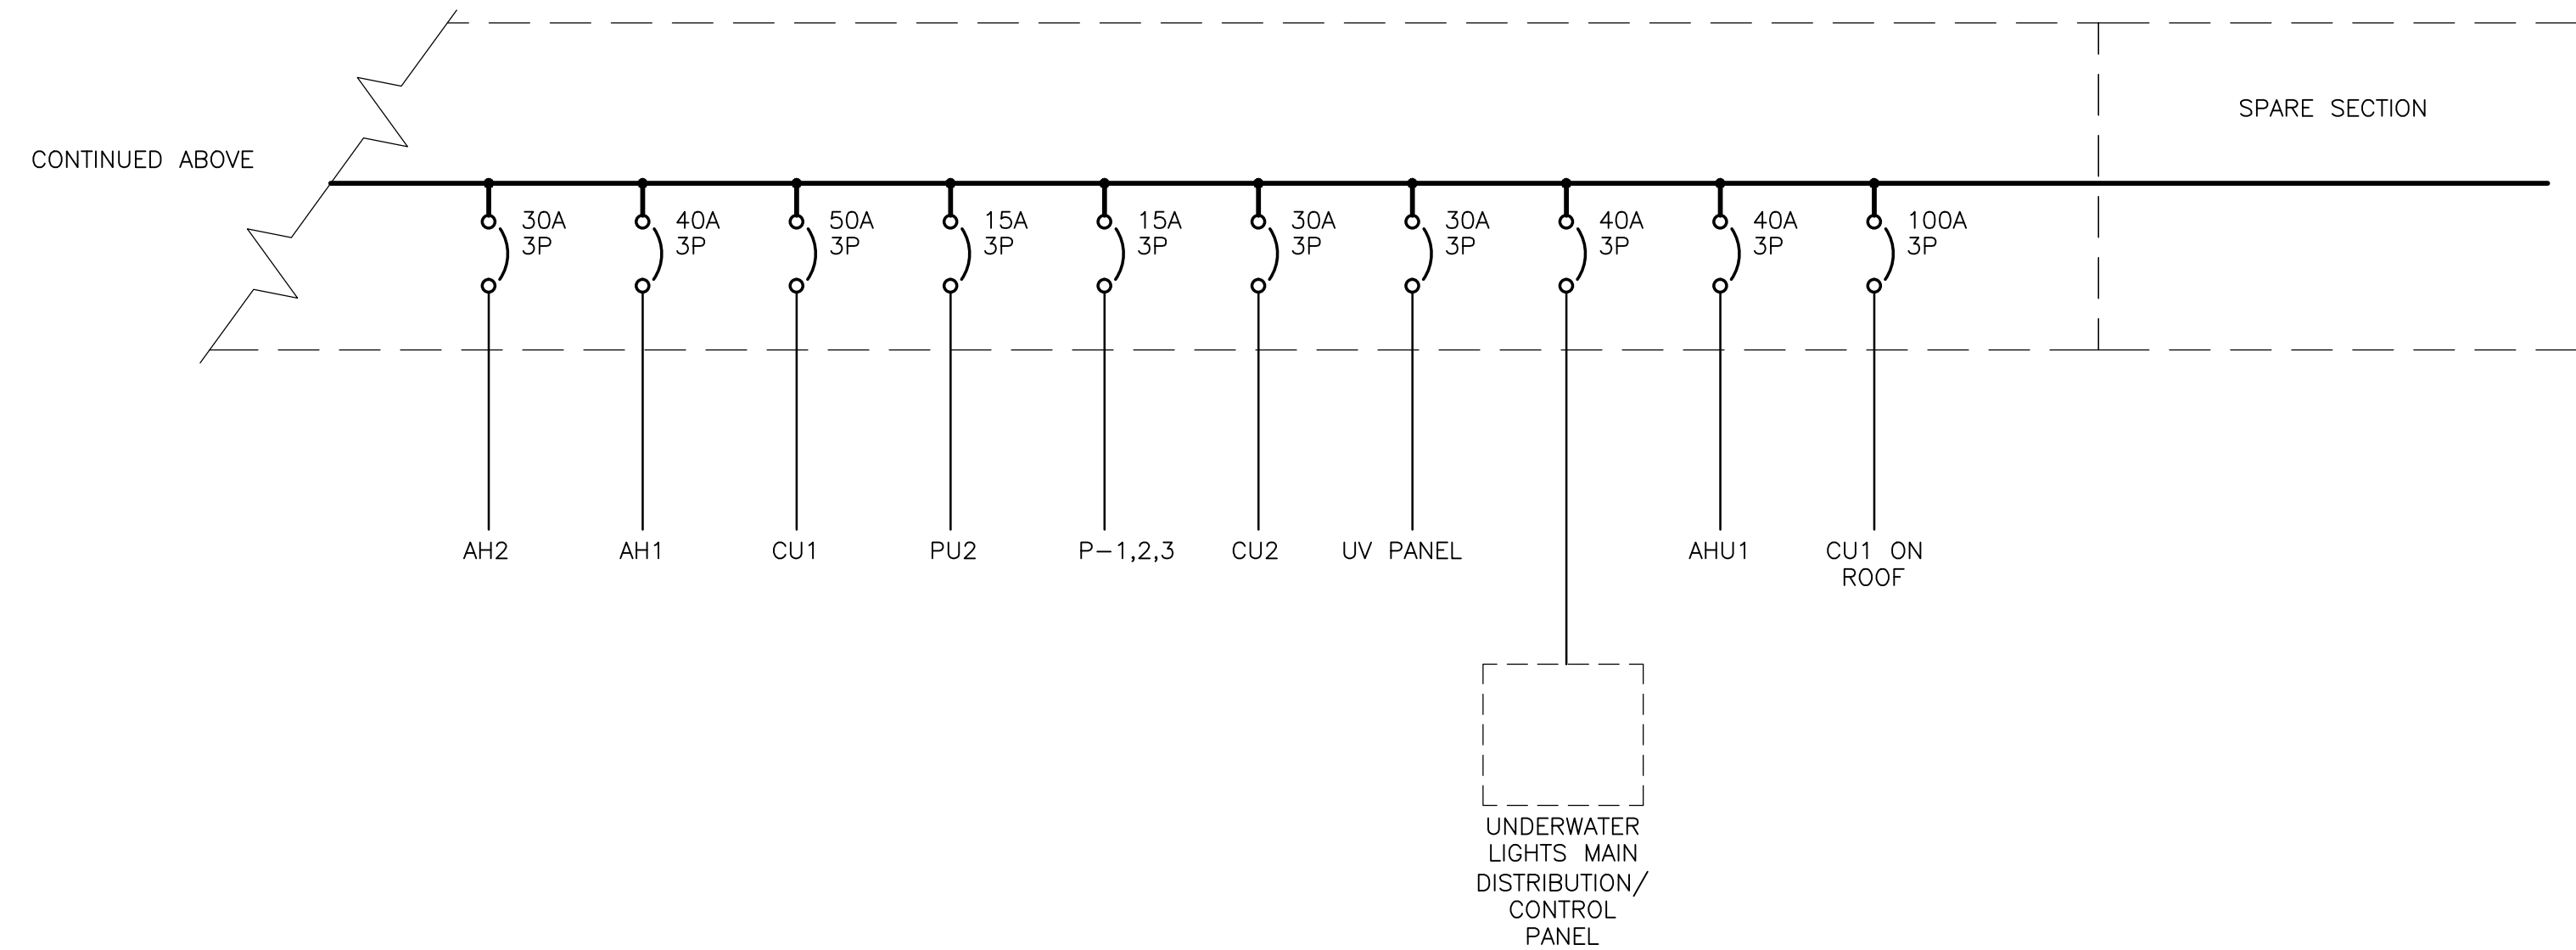 SPARE SECTION
CONTINUED ABOVE
30A
3P
40A
3P
50A
3P
15A
3P
15A
3P
30A
3P
30A
3P
40A
3P
40A
3P
100A
3P
AH2
AH1
CU1
PU2
P-1,2,3
CU2
UV PANEL
AHU1
CU1 ON
ROOF
UNDERWATER
LIGHTS MAIN
DISTRIBUTION/
CONTROL
PANEL